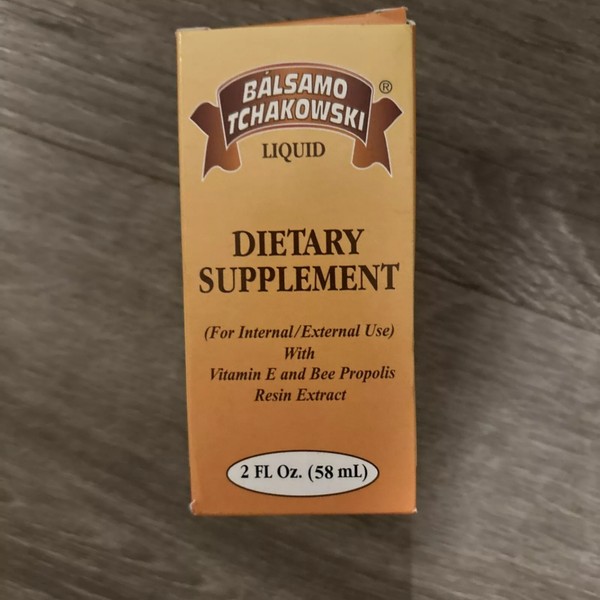 BÁLSAMO ®
TCHAKOWSKI
LIQUID
DIETARY
SUPPLEMENT
(For Internal/External Use)
With
Vitamin E and Bee Propolis
Resin Extract
2 FL Oz. (58 mL)